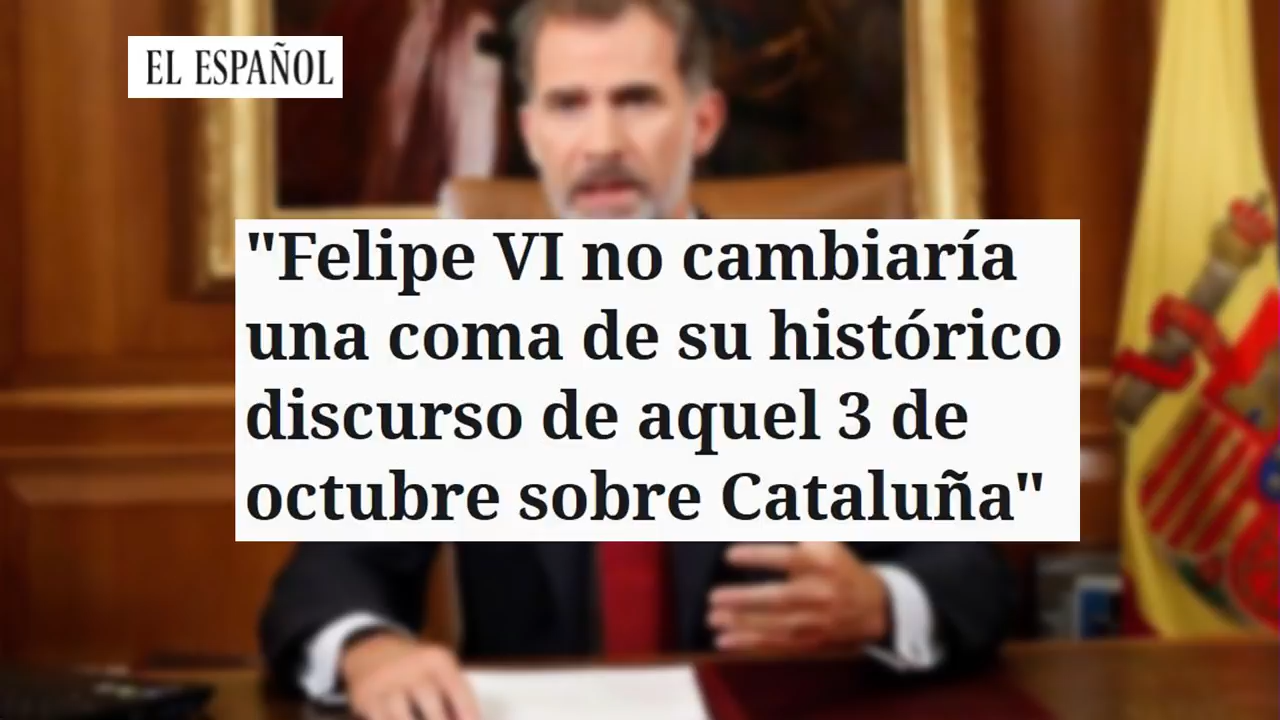 EL ESPAÑOL
"Felipe VI no cambiaría
una coma de su histórico
discurso de aquel 3 de
octubre sobre Cataluña"